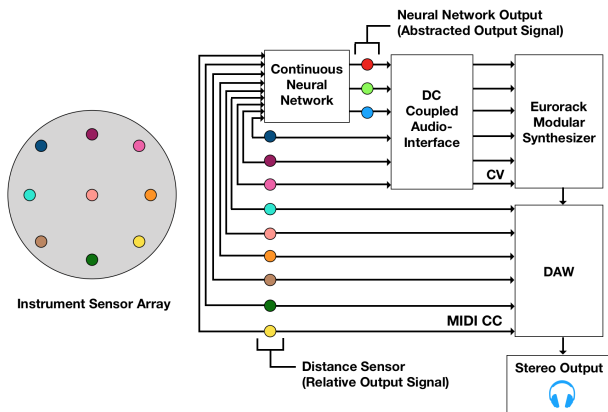 Neural Network Output
(Abstracted Output Signal)
Continuous
Neural
Network
DC
Coupled
Audio-
Interface
Eurorack
Modular
Synthesizer
CV
DAW
Instrument Sensor Array
MIDI CC
Distance Sensor
(Relative Output Signal)
Stereo Output